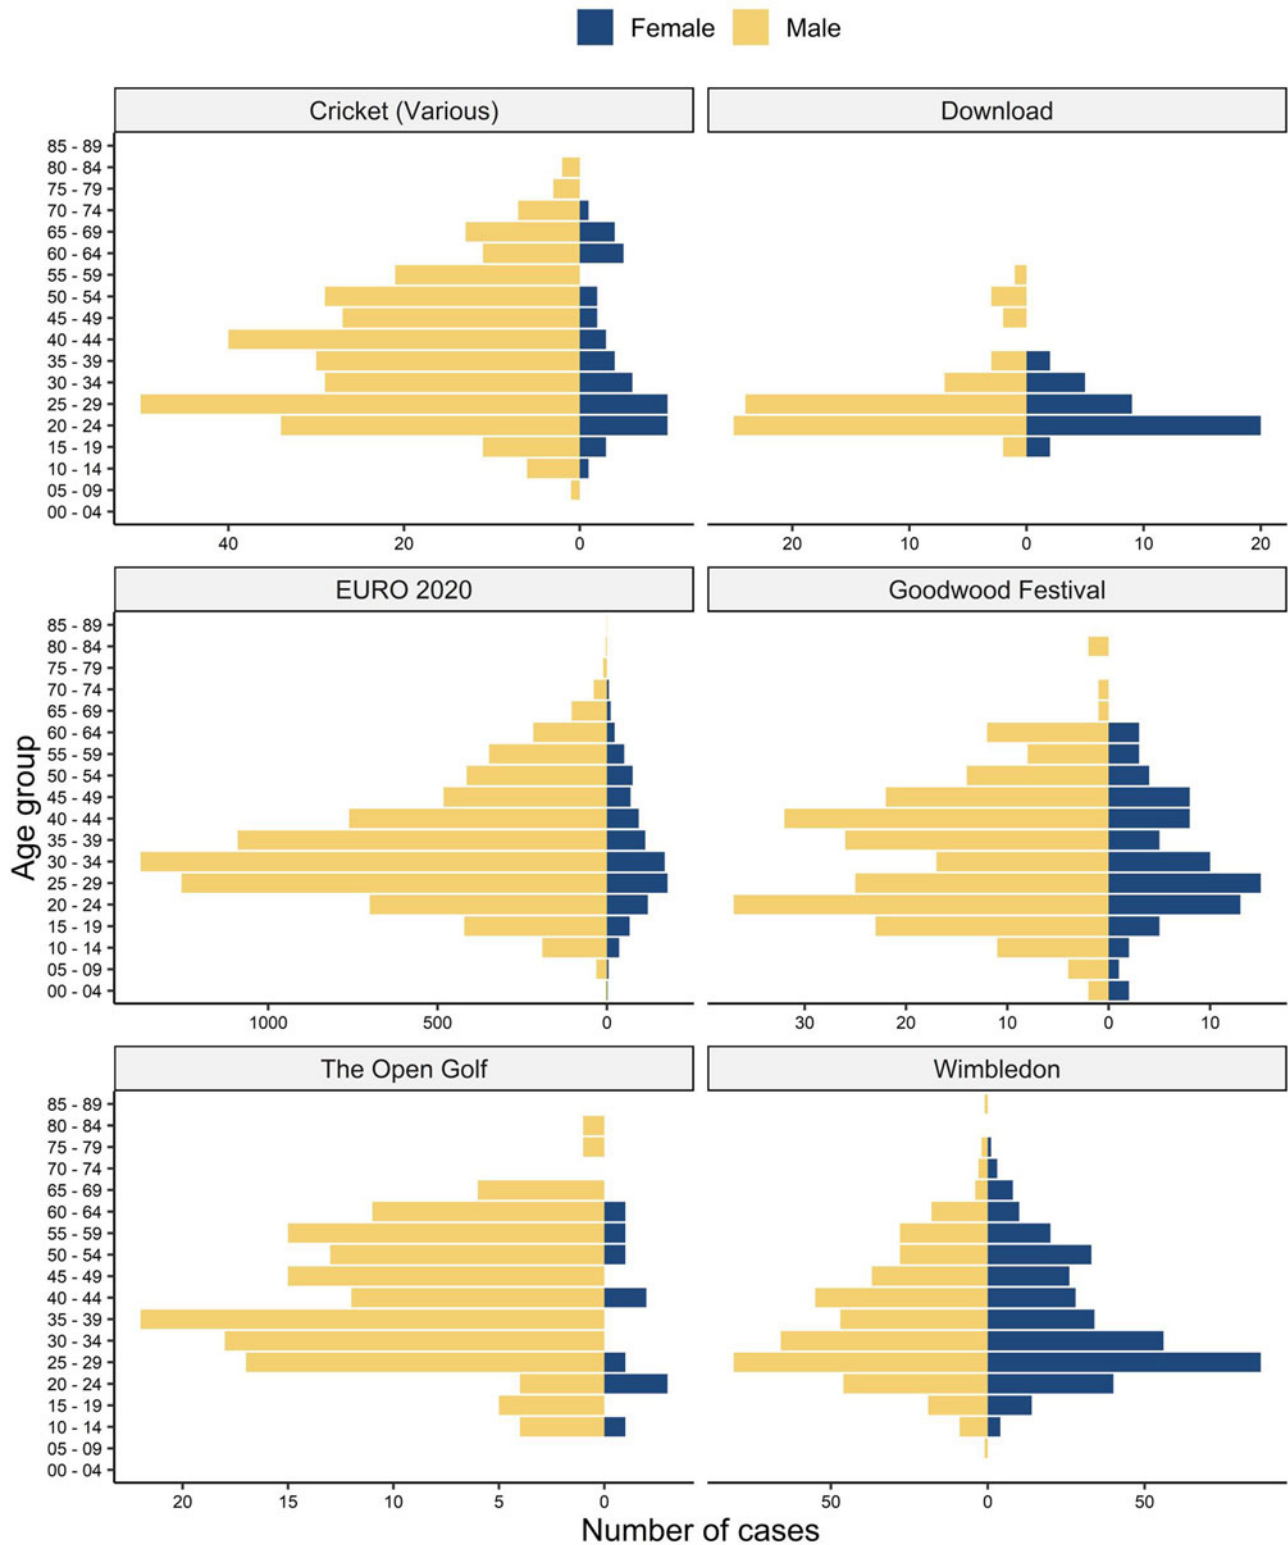 Female Male
Cricket (Various) Download
85 - 89
80 - 84
75 - 79
70 - 74
65 - 69
60 - 64
55 - 59
50 - 54
45 - 49
40 - 44
35 - 39
30 - 34
25 - 29
20 - 24
15 - 19
10 - 14
05 - 09
00 - 04
40 20 0 20 10 0 10 20
EURO 2020 Goodwood Festival
85 - 89
80 - 84
75 - 79
70 - 74
65 - 69
60 - 64
55 - 59
50 - 54
45 - 49
40 - 44
35 - 39
30 - 34
25 - 29
20 - 24
15 - 19
10 - 14
05 - 09
00 - 04
Age group
1000 500 0 30 20 10 0 10
The Open Golf Wimbledon
85 - 89
80 - 84
75 - 79
70 - 74
65 - 69
60 - 64
55 - 59
50 - 54
45 - 49
40 - 44
35 - 39
30 - 34
25 - 29
20 - 24
15 - 19
10 - 14
05 - 09
00 - 04
20 15 10 5 0 50 0 50
Number of cases